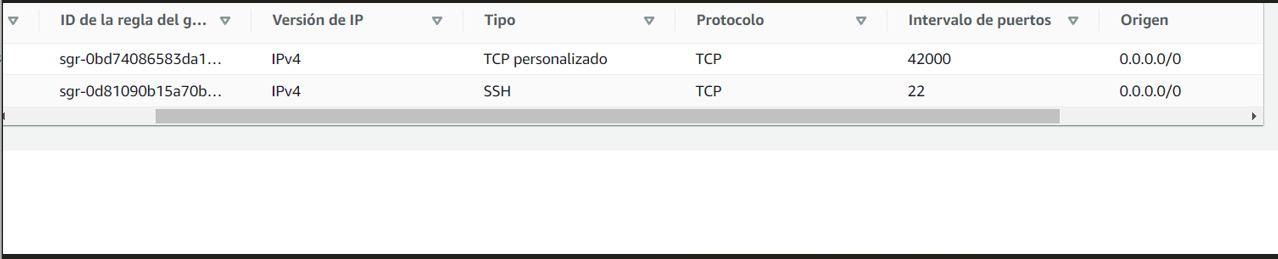 ID de la regla del g... Versión de IP Tipo Protocolo Intervalo de puertos Origen
sgr-0bd74086583da1... IPv4 TCP personalizado TCP 42000 0.0.0.0/0
sgr-0d81090b15a70b... IPv4 SSH TCP 22 0.0.0.0/0